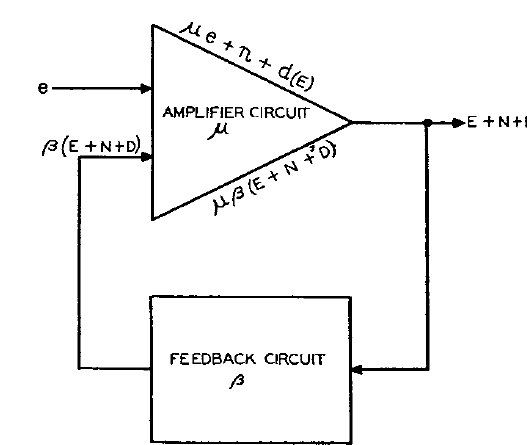 μe + n + d(E)
e
AMPLIFIER CIRCUIT
μ
E + N +
β(E + N + D)
μβ(E + N + D)
FEEDBACK CIRCUIT
β